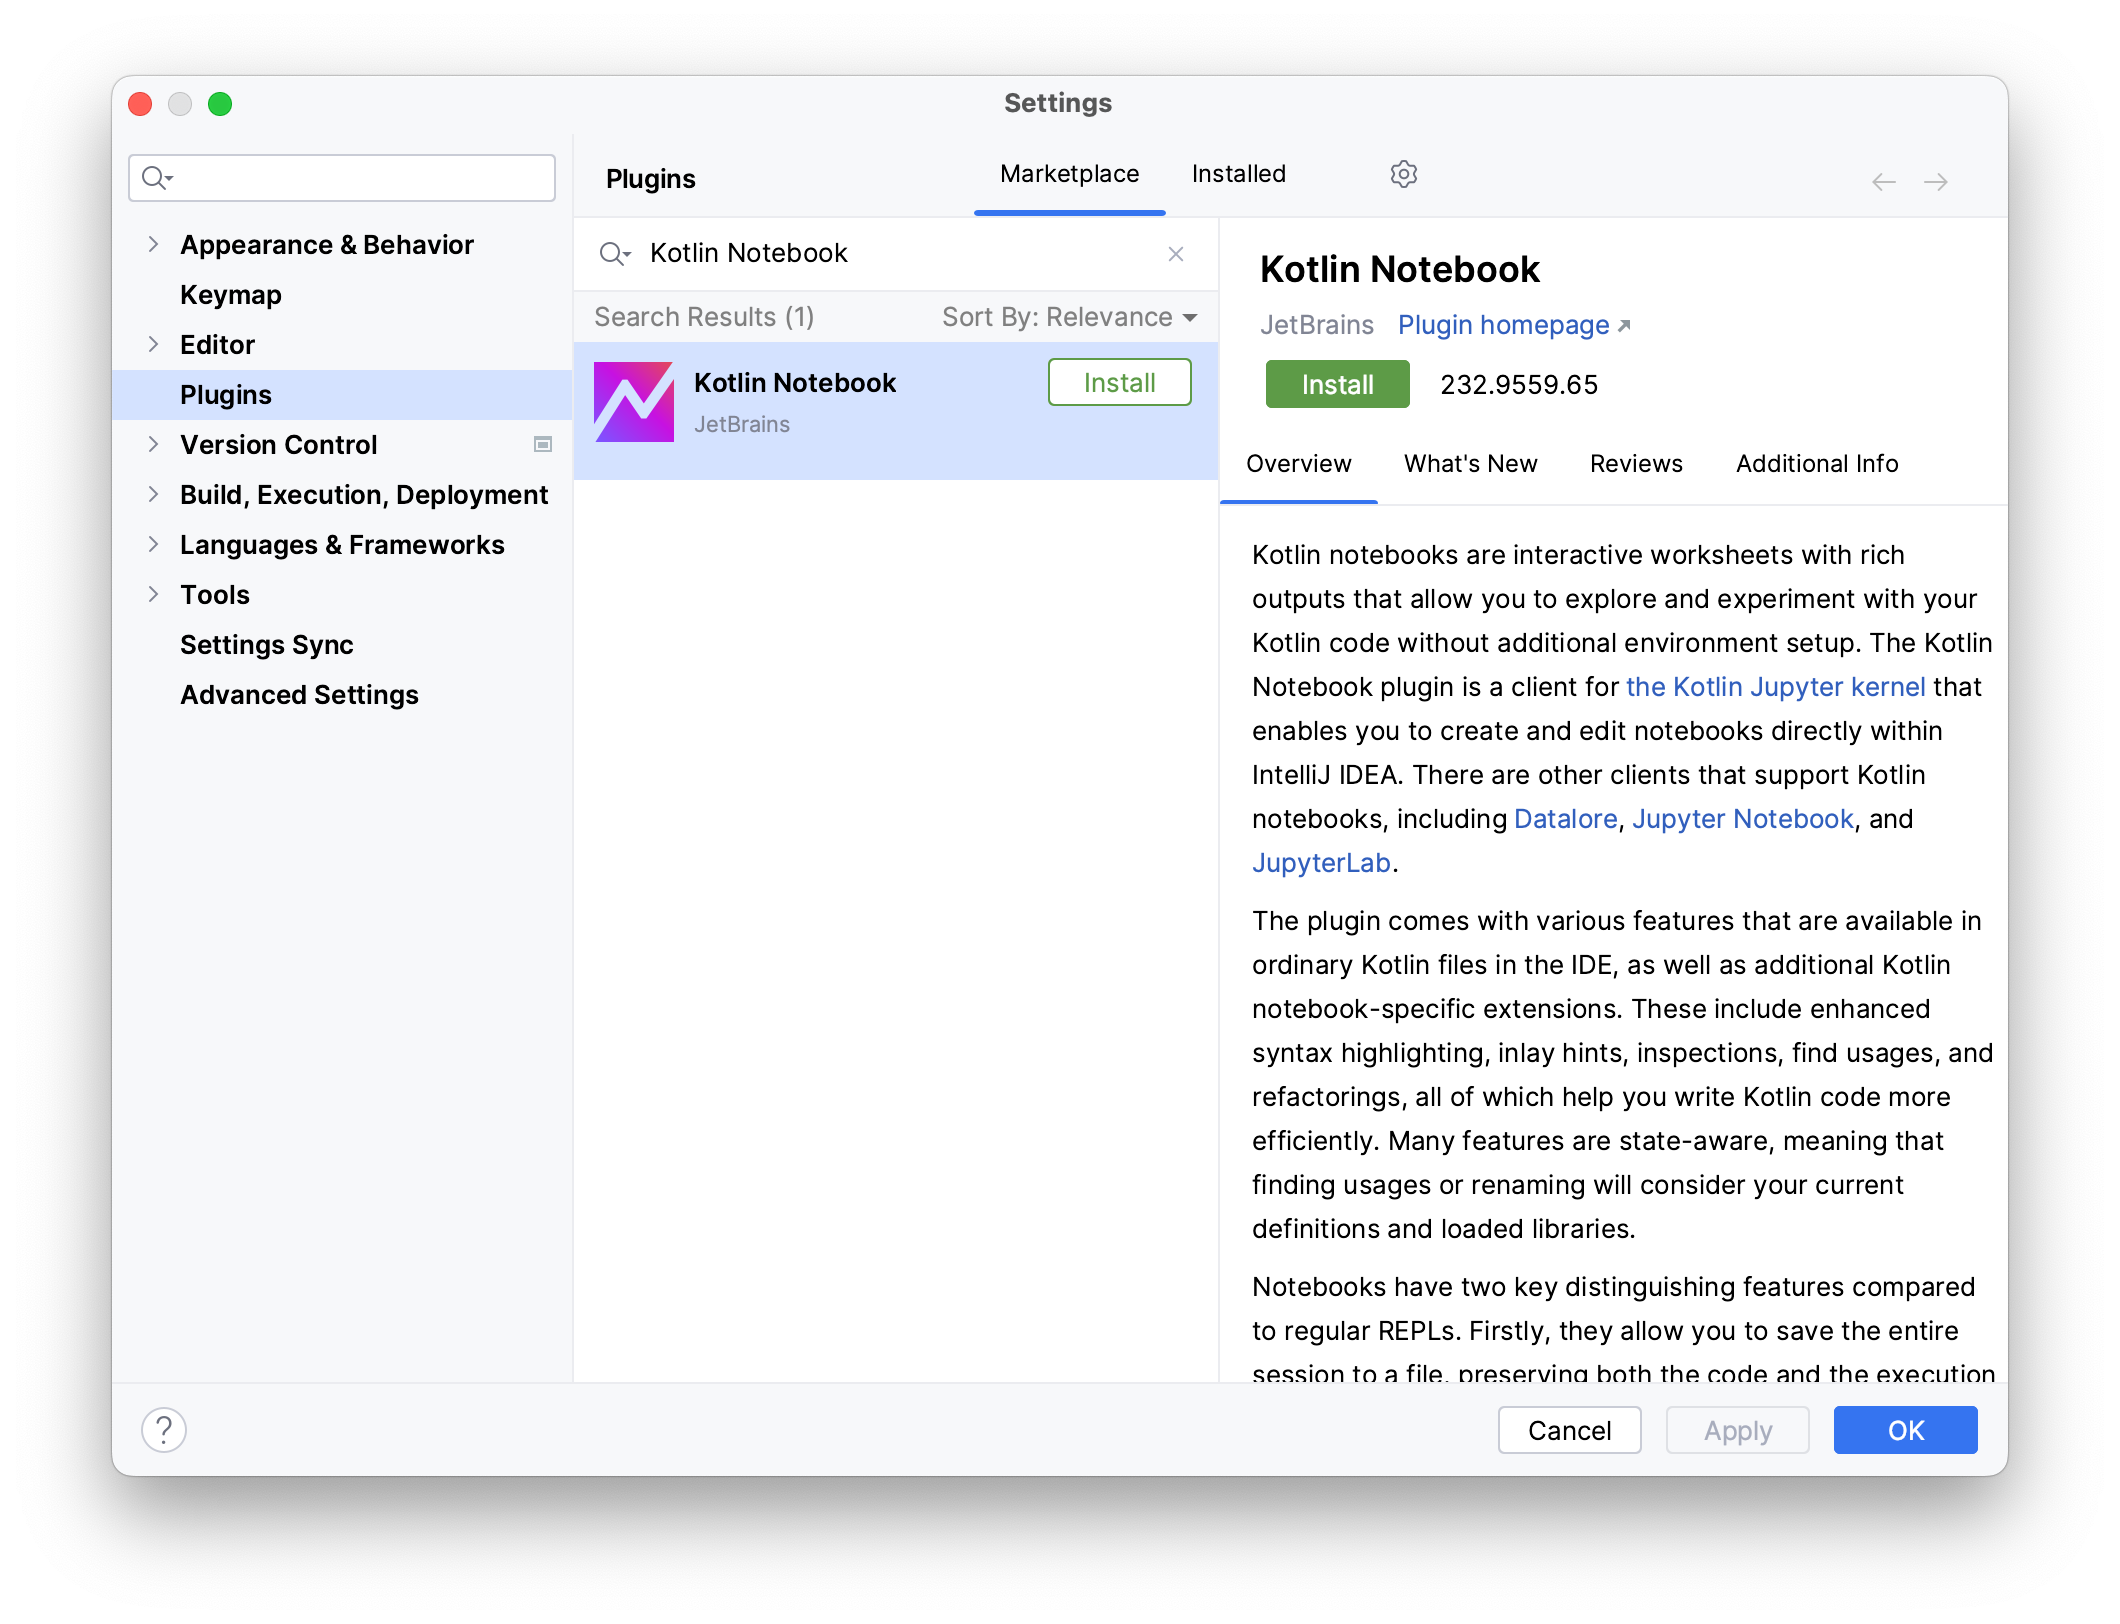 Settings
Appearance & Behavior
Keymap
Editor
Plugins
Version Control
Build, Execution, Deployment
Languages & Frameworks
Tools
Settings Sync
Advanced Settings
Plugins
Marketplace
Installed
Kotlin Notebook
Search Results (1)
Sort By: Relevance
Kotlin Notebook
JetBrains
Install
Kotlin Notebook
JetBrains Plugin homepage
Install 232.9559.65
Overview What's New Reviews Additional Info
Kotlin notebooks are interactive worksheets with rich
outputs that allow you to explore and experiment with your
Kotlin code without additional environment setup. The Kotlin
Notebook plugin is a client for the Kotlin Jupyter kernel that
enables you to create and edit notebooks directly within
IntelliJ IDEA. There are other clients that support Kotlin
notebooks, including Datalore, Jupyter Notebook, and
JupyterLab.
The plugin comes with various features that are available in
ordinary Kotlin files in the IDE, as well as additional Kotlin
notebook-specific extensions. These include enhanced
syntax highlighting, inlay hints, inspections, find usages, and
refactorings, all of which help you write Kotlin code more
efficiently. Many features are state-aware, meaning that
finding usages or renaming will consider your current
definitions and loaded libraries.
Notebooks have two key distinguishing features compared
to regular REPLs. Firstly, they allow you to save the entire
session to a file, preserving both the code and the execution
?
Cancel
Apply
OK